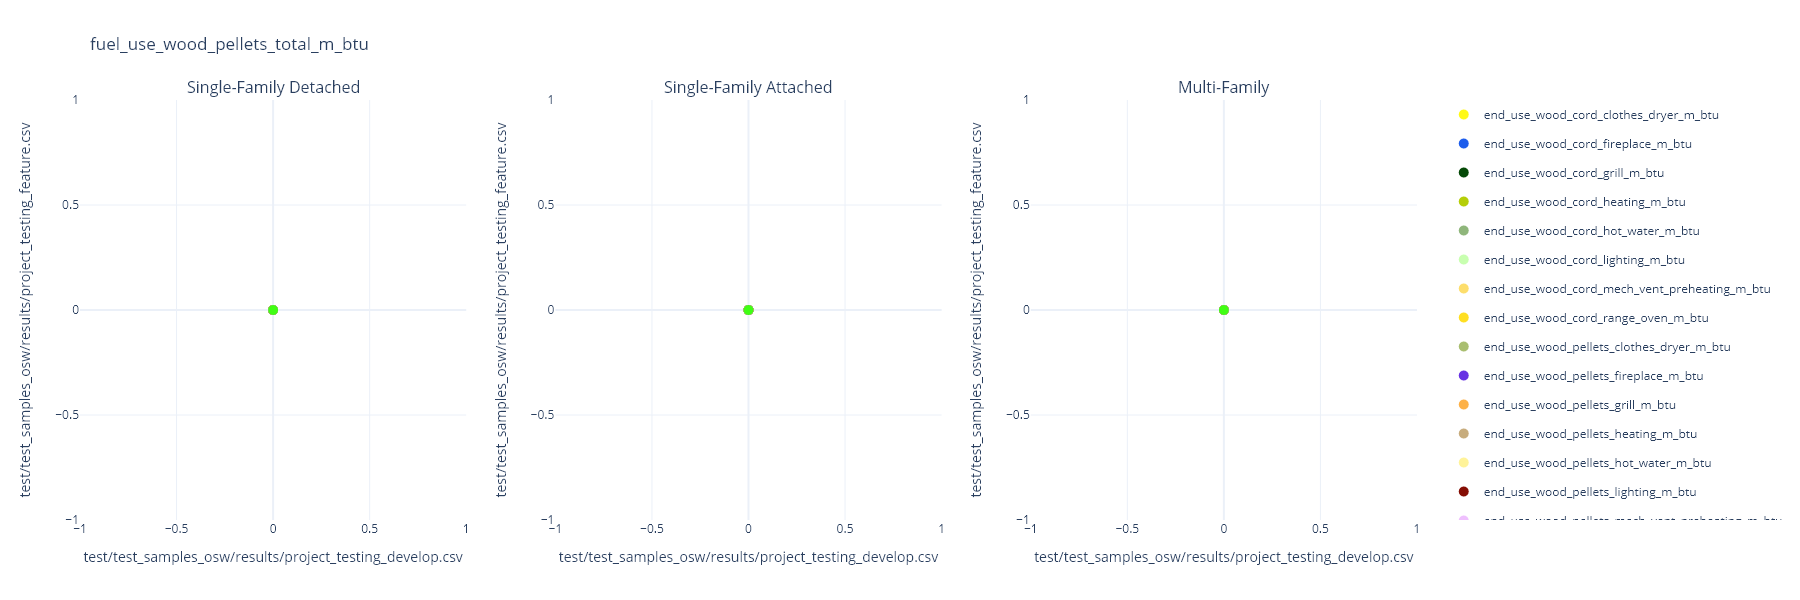 fuel_use_wood_pellets_total_m_btu
Single-Family Detached
Single-Family Attached
Multi-Family
1
0.5
0
−0.5
−1
−1
−0.5
0
0.5
1
test/test_samples_osw/results/project_testing_feature.csv
test/test_samples_osw/results/project_testing_develop.csv
1
0.5
0
−0.5
−1
−1
−0.5
0
0.5
1
test/test_samples_osw/results/project_testing_feature.csv
test/test_samples_osw/results/project_testing_develop.csv
1
0.5
0
−0.5
−1
−1
−0.5
0
0.5
1
test/test_samples_osw/results/project_testing_feature.csv
test/test_samples_osw/results/project_testing_develop.csv
end_use_wood_cord_clothes_dryer_m_btu
end_use_wood_cord_fireplace_m_btu
end_use_wood_cord_grill_m_btu
end_use_wood_cord_heating_m_btu
end_use_wood_cord_hot_water_m_btu
end_use_wood_cord_lighting_m_btu
end_use_wood_cord_mech_vent_preheating_m_btu
end_use_wood_cord_range_oven_m_btu
end_use_wood_pellets_clothes_dryer_m_btu
end_use_wood_pellets_fireplace_m_btu
end_use_wood_pellets_grill_m_btu
end_use_wood_pellets_heating_m_btu
end_use_wood_pellets_hot_water_m_btu
end_use_wood_pellets_lighting_m_btu
end_use_wood_pellets_mech_vent_preheating_m_btu